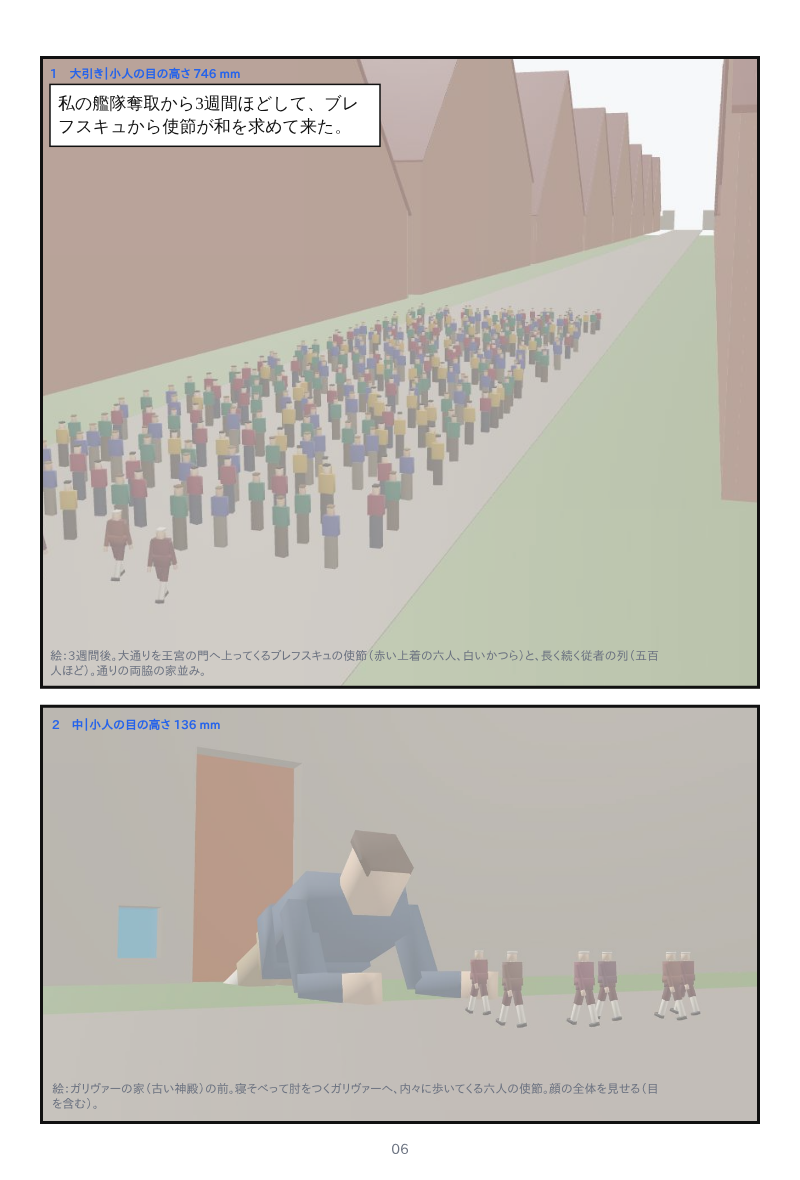 1 大引き|小人の目の高さ 746 mm
私の艦隊奪取から3週間ほどして、ブレ
フスキュから使節が和を求めて来た。
絵:3週間後。大通りを王宮の門へ上ってくるブレフスキュの使節(赤い上着の六人、白いかつら)と、長く続く従者の列(五百
人ほど)。通りの両脇の家並み。
2 中|小人の目の高さ 136 mm
絵:ガリヴァーの家(古い神殿)の前。寝そべって肘をつくガリヴァーへ、内々に歩いてくる六人の使節。顔の全体を見せる(目
を含む)。
06